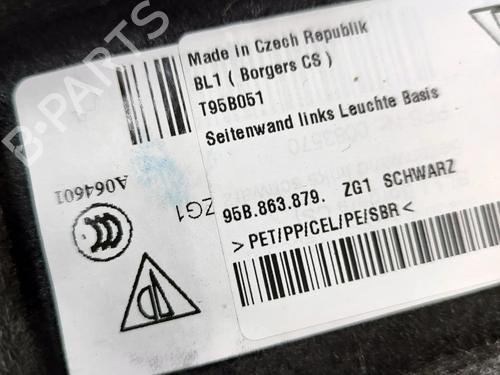 Made in Czech Republik
BL1 ( Borgers CS )
T95B051
Seitenwand links Leuchte Basis
95B.863.879. ZG1 SCHWARZ
> PET/PP/CEL/PE/SBR <
A064601
ZG1
B-PARTS